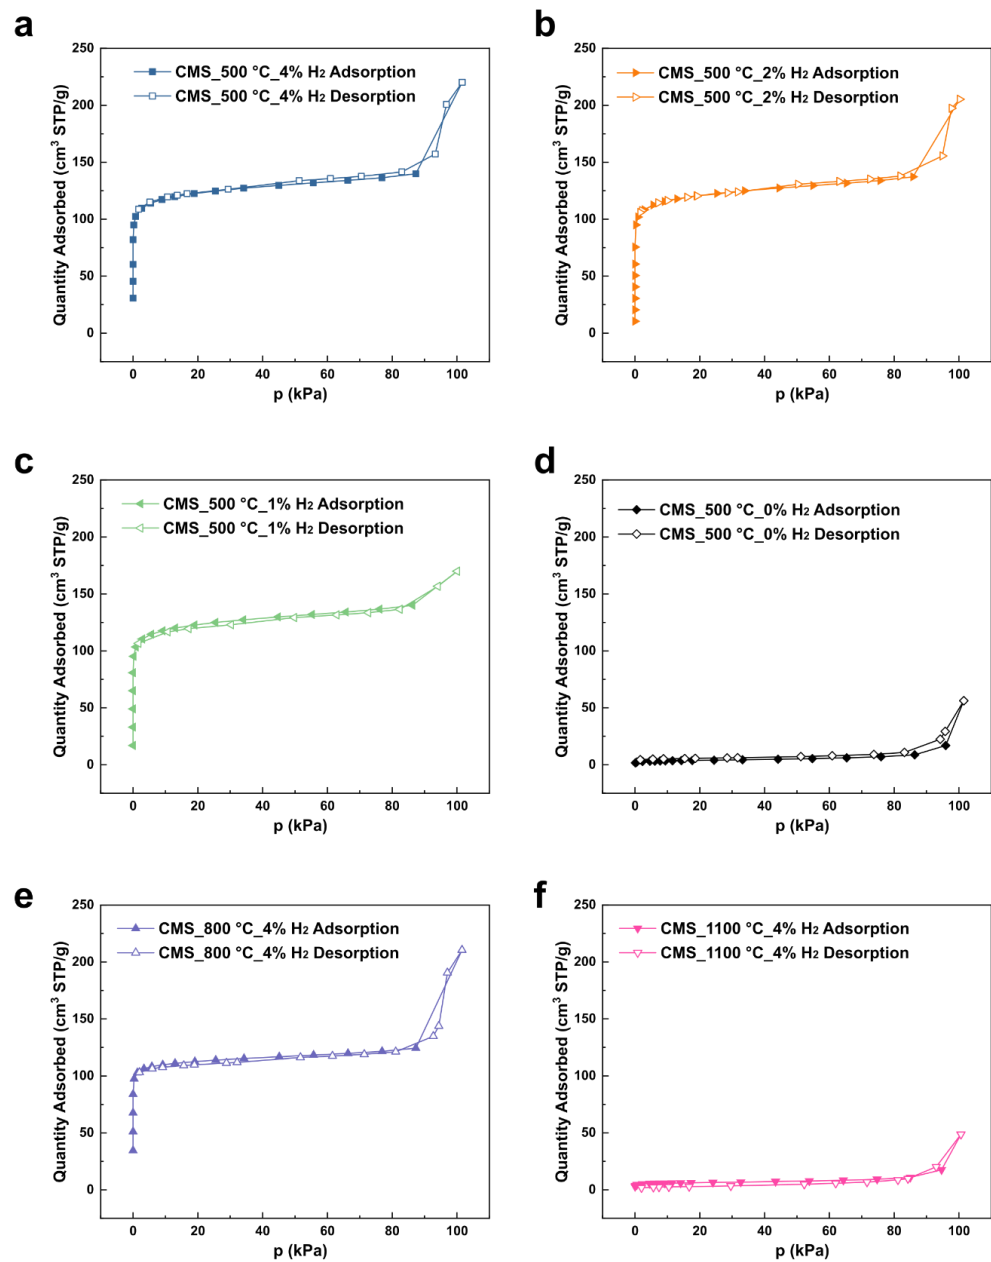 a
CMS_500 °C_4% H₂ Adsorption
CMS_500 °C_4% H₂ Desorption
Quantity Adsorbed (cm³ STP/g)
250
200
150
100
50
0
0 20 40 60 80 100
p (kPa)
b
CMS_500 °C_2% H₂ Adsorption
CMS_500 °C_2% H₂ Desorption
Quantity Adsorbed (cm³ STP/g)
250
200
150
100
50
0
0 20 40 60 80 100
p (kPa)
c
CMS_500 °C_1% H₂ Adsorption
CMS_500 °C_1% H₂ Desorption
Quantity Adsorbed (cm³ STP/g)
250
200
150
100
50
0
0 20 40 60 80 100
p (kPa)
d
CMS_500 °C_0% H₂ Adsorption
CMS_500 °C_0% H₂ Desorption
Quantity Adsorbed (cm³ STP/g)
250
200
150
100
50
0
0 20 40 60 80 100
p (kPa)
e
CMS_800 °C_4% H₂ Adsorption
CMS_800 °C_4% H₂ Desorption
Quantity Adsorbed (cm³ STP/g)
250
200
150
100
50
0
0 20 40 60 80 100
p (kPa)
f
CMS_1100 °C_4% H₂ Adsorption
CMS_1100 °C_4% H₂ Desorption
Quantity Adsorbed (cm³ STP/g)
250
200
150
100
50
0
0 20 40 60 80 100
p (kPa)